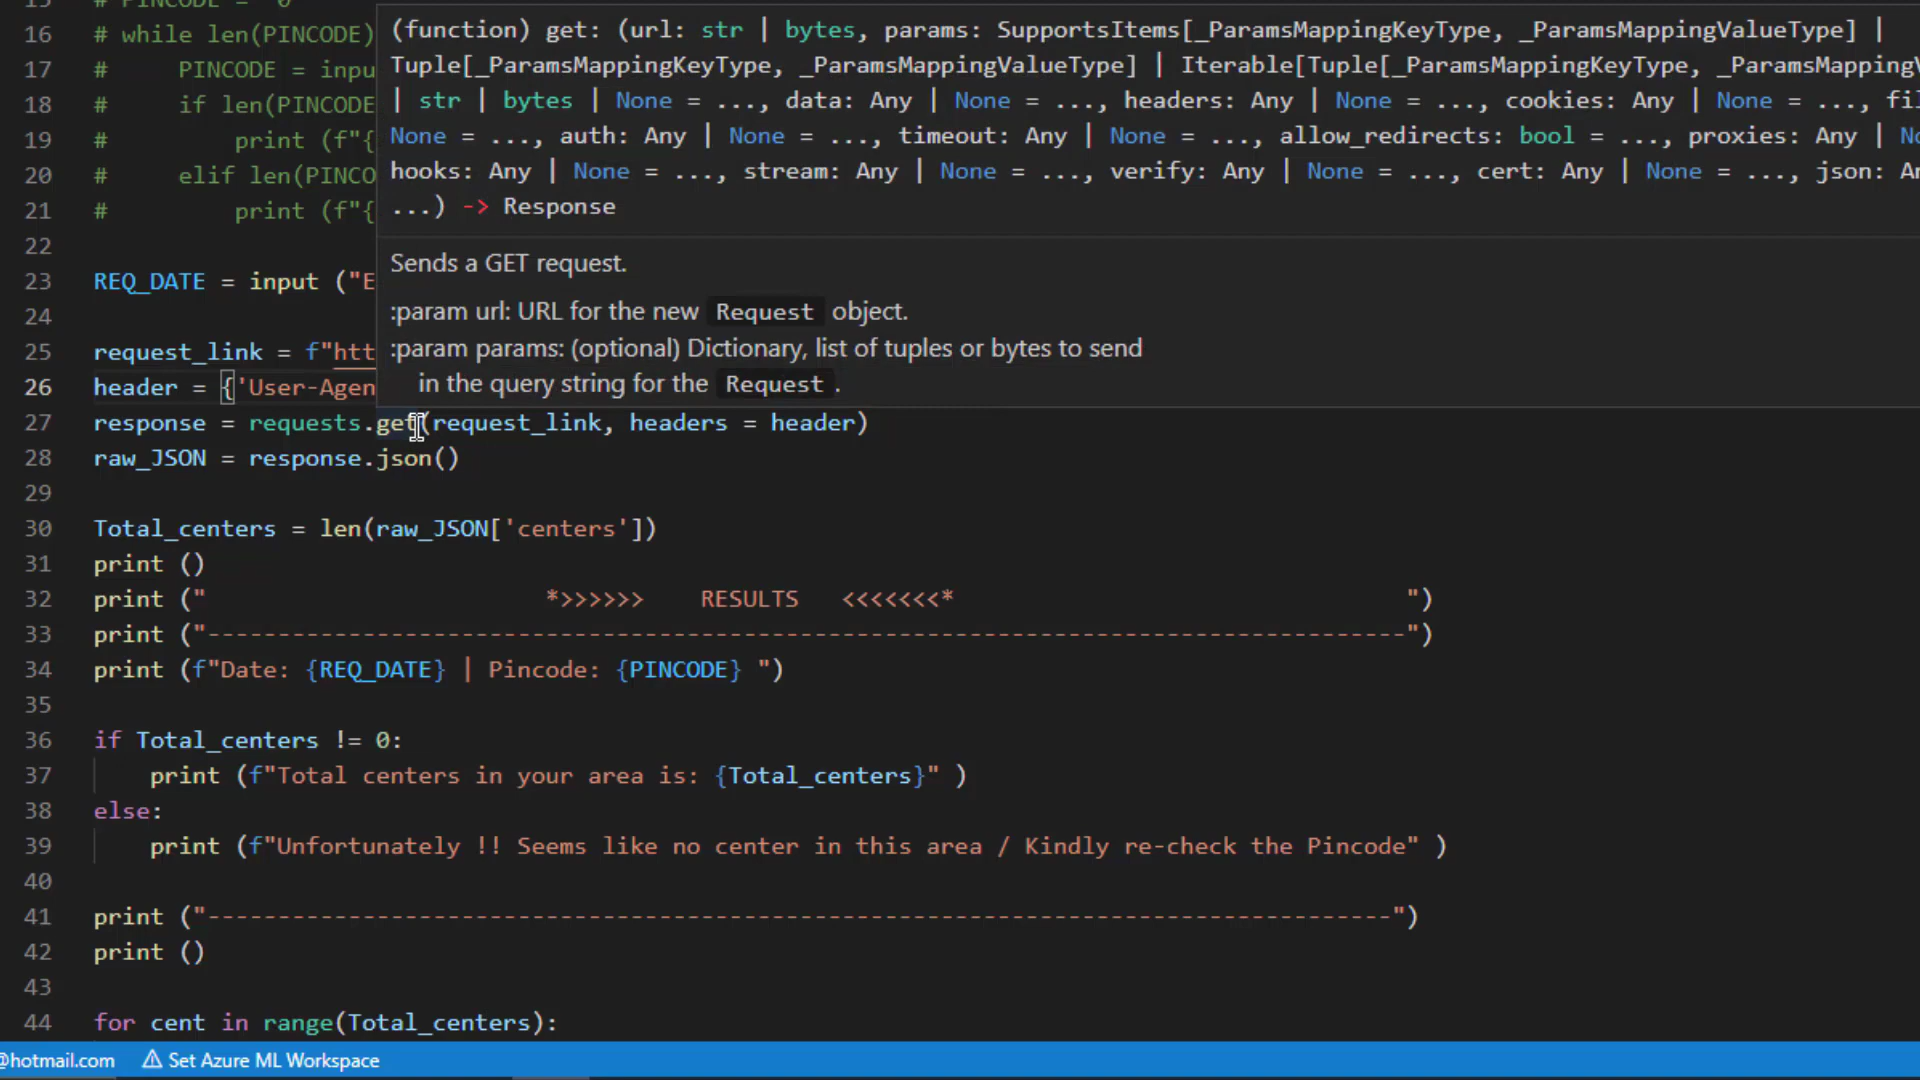 15 # PINCODE = "0"
16 # while len(PINCODE)
17 #     PINCODE = inpu
18 #     if len(PINCODE
19 #         print (f"{
20 #     elif len(PINCO
21 #         print (f"{
22
23 REQ_DATE = input ("E
24
25 request_link = f"htt
26 header = {'User-Agen
(function) get: (url: str | bytes, params: SupportsItems[_ParamsMappingKeyType, _ParamsMappingValueType] |
Tuple[_ParamsMappingKeyType, _ParamsMappingValueType] | Iterable[Tuple[_ParamsMappingKeyType, _ParamsMappingV
| str | bytes | None = ..., data: Any | None = ..., headers: Any | None = ..., cookies: Any | None = ..., fil
None = ..., auth: Any | None = ..., timeout: Any | None = ..., allow_redirects: bool = ..., proxies: Any | No
hooks: Any | None = ..., stream: Any | None = ..., verify: Any | None = ..., cert: Any | None = ..., json: An
...) -> Response
Sends a GET request.
:param url: URL for the new Request object.
:param params: (optional) Dictionary, list of tuples or bytes to send
in the query string for the Request.
27 response = requests.get(request_link, headers = header)
28 raw_JSON = response.json()
29
30 Total_centers = len(raw_JSON['centers'])
31 print ()
32 print ("                        *>>>>>>    RESULTS   <<<<<<<*                                ")
33 print ("-------------------------------------------------------------------------------------")
34 print (f"Date: {REQ_DATE} | Pincode: {PINCODE} ")
35
36 if Total_centers != 0:
37     print (f"Total centers in your area is: {Total_centers}" )
38 else:
39     print (f"Unfortunately !! Seems like no center in this area / Kindly re-check the Pincode" )
40
41 print ("------------------------------------------------------------------------------------")
42 print ()
43
44 for cent in range(Total_centers):
@hotmail.com Set Azure ML Workspace